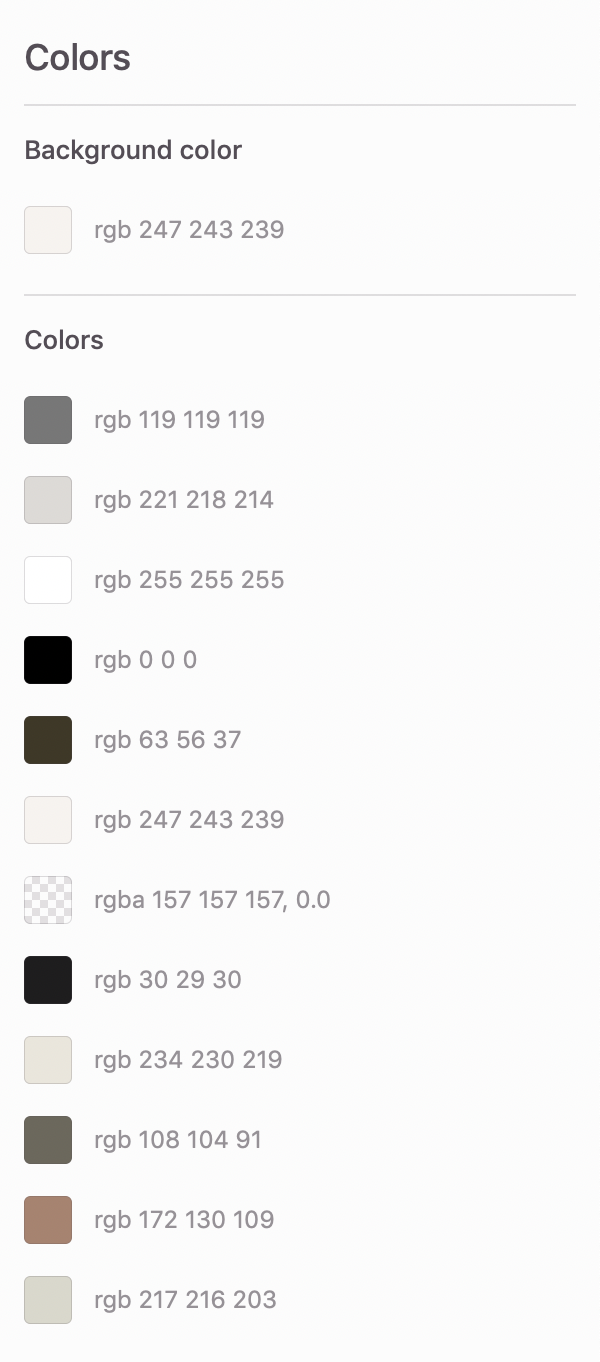 Colors
Background color
rgb 247 243 239
Colors
rgb 119 119 119
rgb 221 218 214
rgb 255 255 255
rgb 0 0 0
rgb 63 56 37
rgb 247 243 239
rgba 157 157 157, 0.0
rgb 30 29 30
rgb 234 230 219
rgb 108 104 91
rgb 172 130 109
rgb 217 216 203